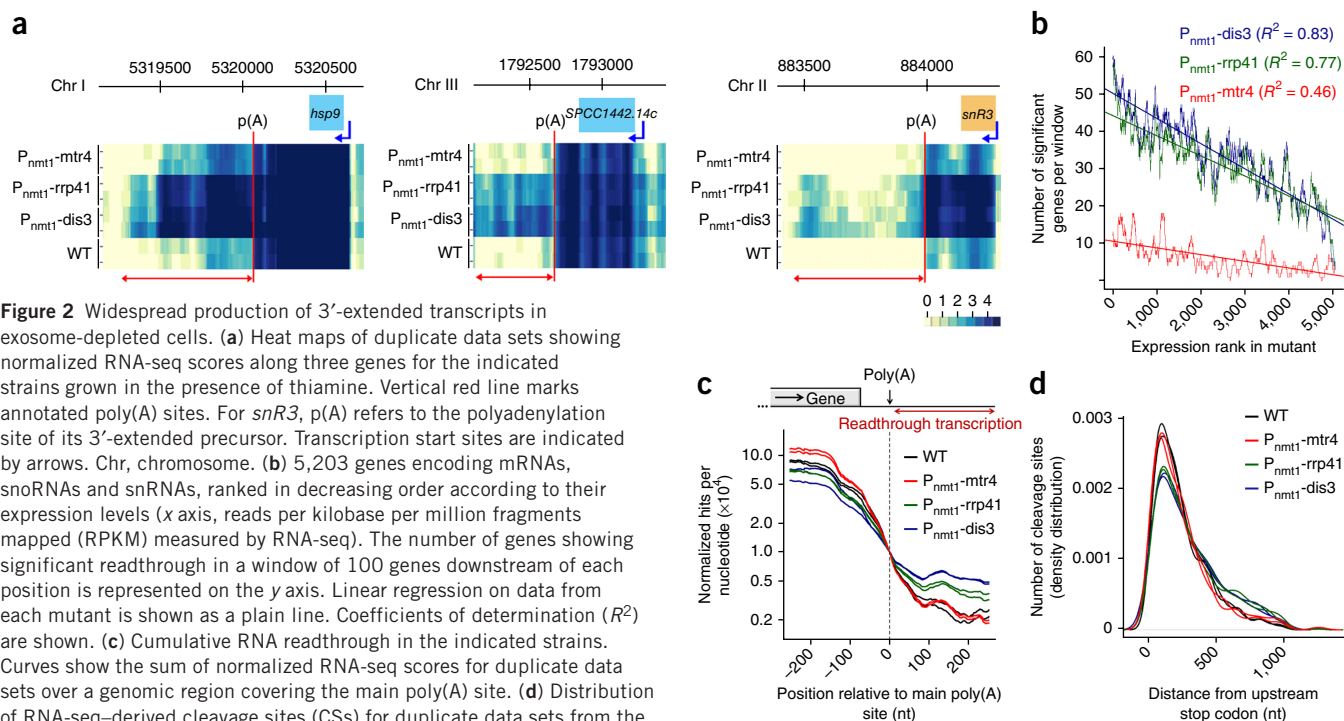 a
Chr I
5319500 5320000 5320500
hsp9
p(A)
Pnmt1-mtr4
Pnmt1-rrp41
Pnmt1-dis3
WT
Chr III
1792500 1793000
SPCC1442.14c
p(A)
Pnmt1-mtr4
Pnmt1-rrp41
Pnmt1-dis3
WT
Chr II
883500 884000
snR3
p(A)
Pnmt1-mtr4
Pnmt1-rrp41
Pnmt1-dis3
WT
0 1 2 3 4
b
Pnmt1-dis3 (R2 = 0.83)
Pnmt1-rrp41 (R2 = 0.77)
Pnmt1-mtr4 (R2 = 0.46)
Number of significant
genes per window
60
50
40
30
20
10
0
0 1,000 2,000 3,000 4,000 5,000
Expression rank in mutant
Figure 2 Widespread production of 3′-extended transcripts in
exosome-depleted cells. (a) Heat maps of duplicate data sets showing
normalized RNA-seq scores along three genes for the indicated
strains grown in the presence of thiamine. Vertical red line marks
annotated poly(A) sites. For snR3, p(A) refers to the polyadenylation
site of its 3′-extended precursor. Transcription start sites are indicated
by arrows. Chr, chromosome. (b) 5,203 genes encoding mRNAs,
snoRNAs and snRNAs, ranked in decreasing order according to their
expression levels (x axis, reads per kilobase per million fragments
mapped (RPKM) measured by RNA-seq). The number of genes showing
significant readthrough in a window of 100 genes downstream of each
position is represented on the y axis. Linear regression on data from
each mutant is shown as a plain line. Coefficients of determination (R2)
are shown. (c) Cumulative RNA readthrough in the indicated strains.
Curves show the sum of normalized RNA-seq scores for duplicate data
sets over a genomic region covering the main poly(A) site. (d) Distribution
of RNA-seq–derived cleavage sites (CSs) for duplicate data sets from the
c
Poly(A)
... Gene
Readthrough transcription
WT
Pnmt1-mtr4
Pnmt1-rrp41
Pnmt1-dis3
Normalized hits per
nucleotide (×10⁴)
10.0
5.0
2.0
1.0
0.5
0.2
-200 -100 0 100 200
Position relative to main poly(A)
site (nt)
d
WT
Pnmt1-mtr4
Pnmt1-rrp41
Pnmt1-dis3
Number of cleavage sites
(density distribution)
0.003
0.002
0.001
0
0 500 1,000
Distance from upstream
stop codon (nt)